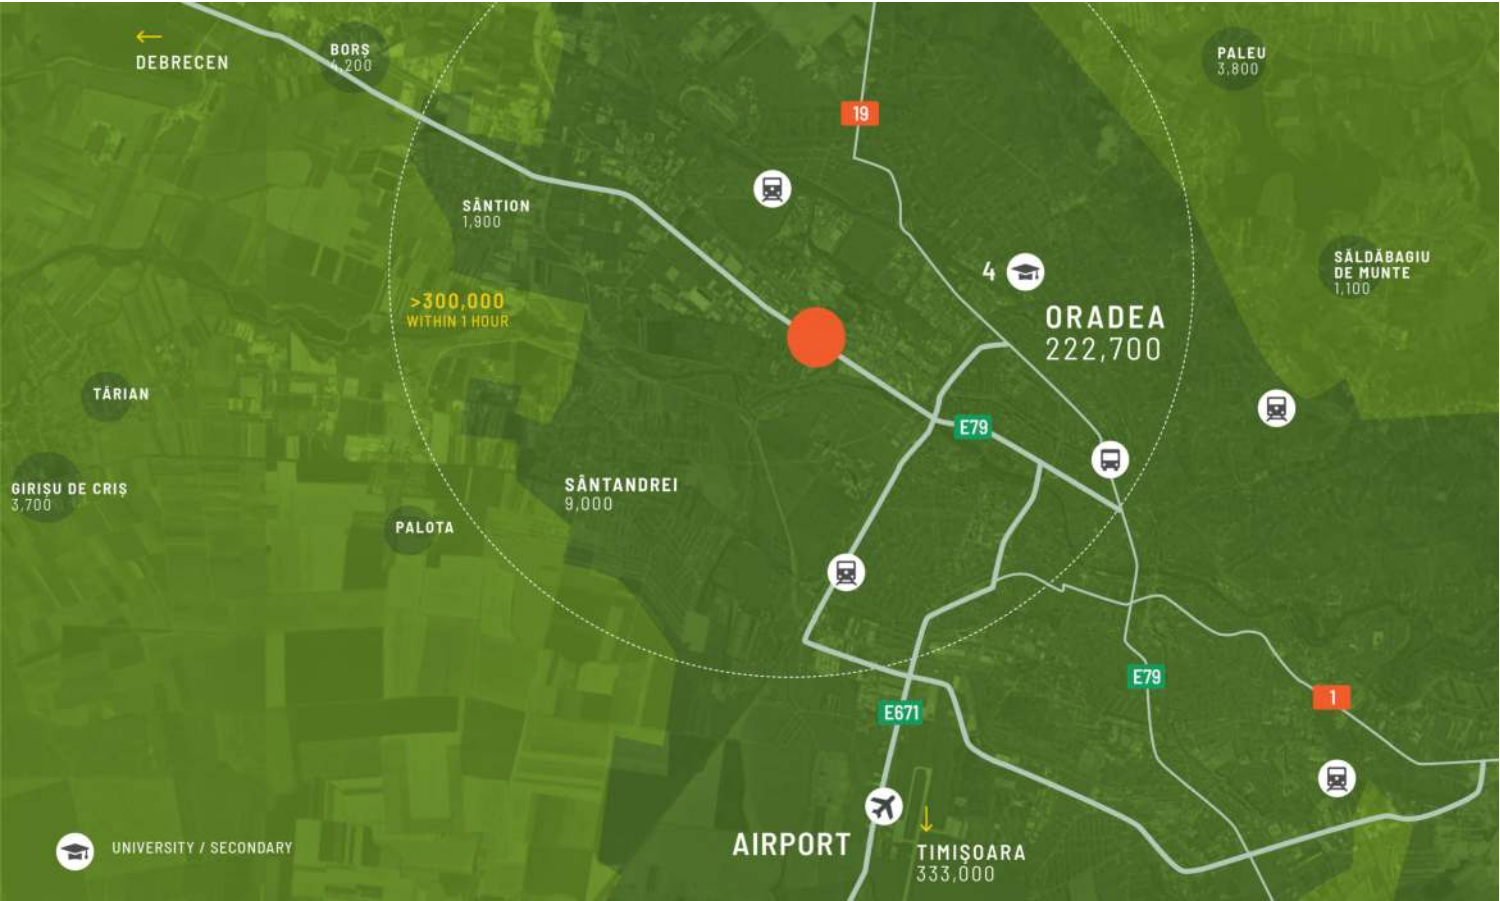 ←
DEBRECEN
BORȘ
4,200
PALEU
3,800
19
SÂNTION
1,900
4
SĂLDĂBAGIU
DE MUNTE
1,100
>300,000
WITHIN 1 HOUR
ORADEA
222,700
TĂRIAN
E79
GIRIȘU DE CRIȘ
3,700
SÂNTANDREI
9,000
PALOTA
E79
1
E671
AIRPORT
↓
TIMIȘOARA
333,000
UNIVERSITY / SECONDARY